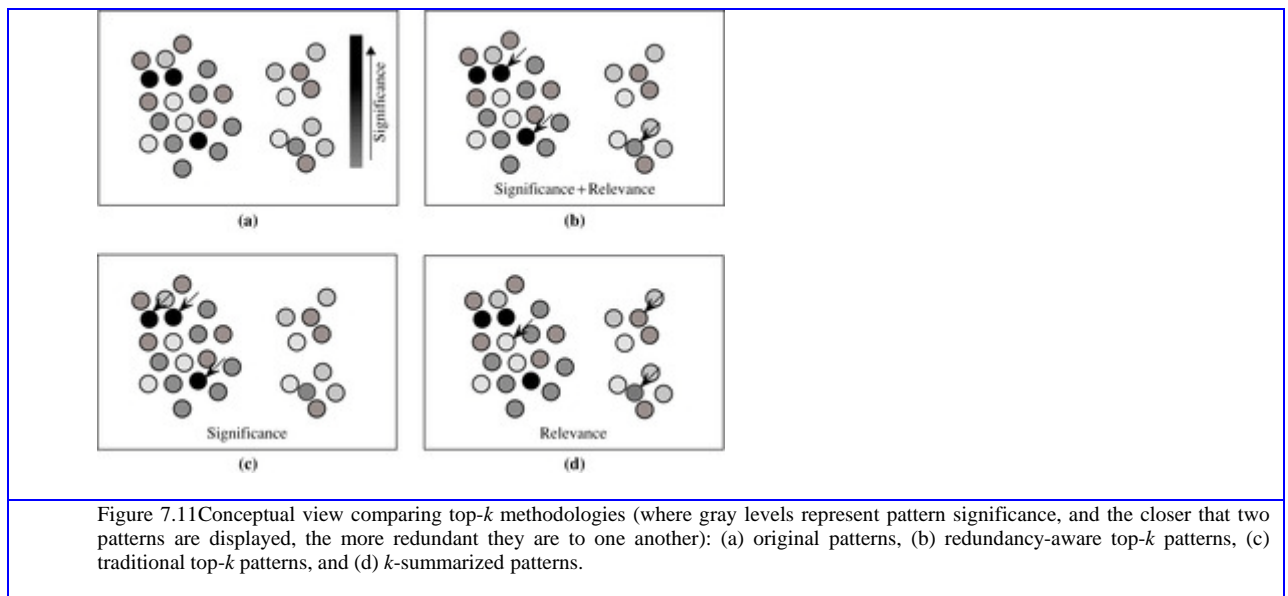 Significance
(a)
Significance + Relevance
(b)
Significance
(c)
Relevance
(d)
Figure 7.11Conceptual view comparing top-k methodologies (where gray levels represent pattern significance, and the closer that two
patterns are displayed, the more redundant they are to one another): (a) original patterns, (b) redundancy-aware top-k patterns, (c)
traditional top-k patterns, and (d) k-summarized patterns.